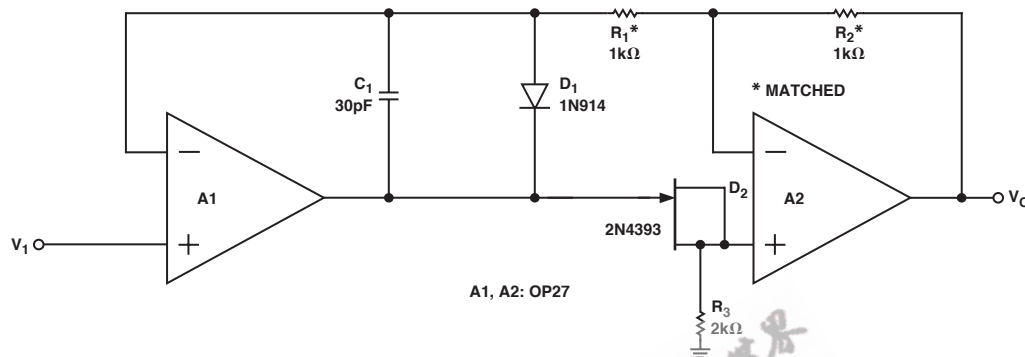 R1*
1kΩ
R2*
1kΩ
C1
30pF
D1
1N914
* MATCHED
−
A1
+
V1
D2
2N4393
−
A2
+
VO
A1, A2: OP27
R3
2kΩ